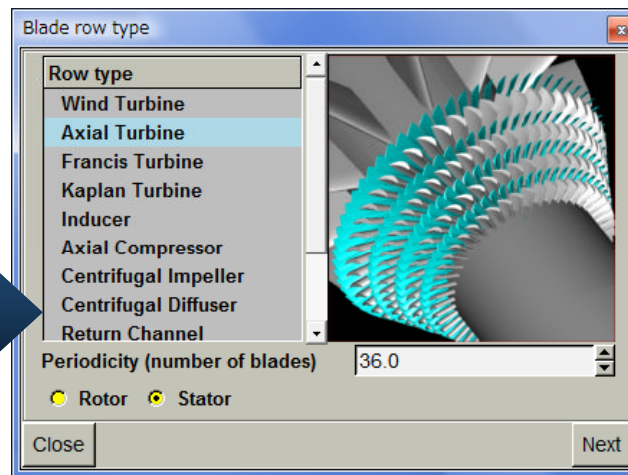 Blade row type
x
Row type
Wind Turbine
Axial Turbine
Francis Turbine
Kaplan Turbine
Inducer
Axial Compressor
Centrifugal Impeller
Centrifugal Diffuser
Return Channel
Periodicity (number of blades) 36.0
Rotor Stator
Close Next